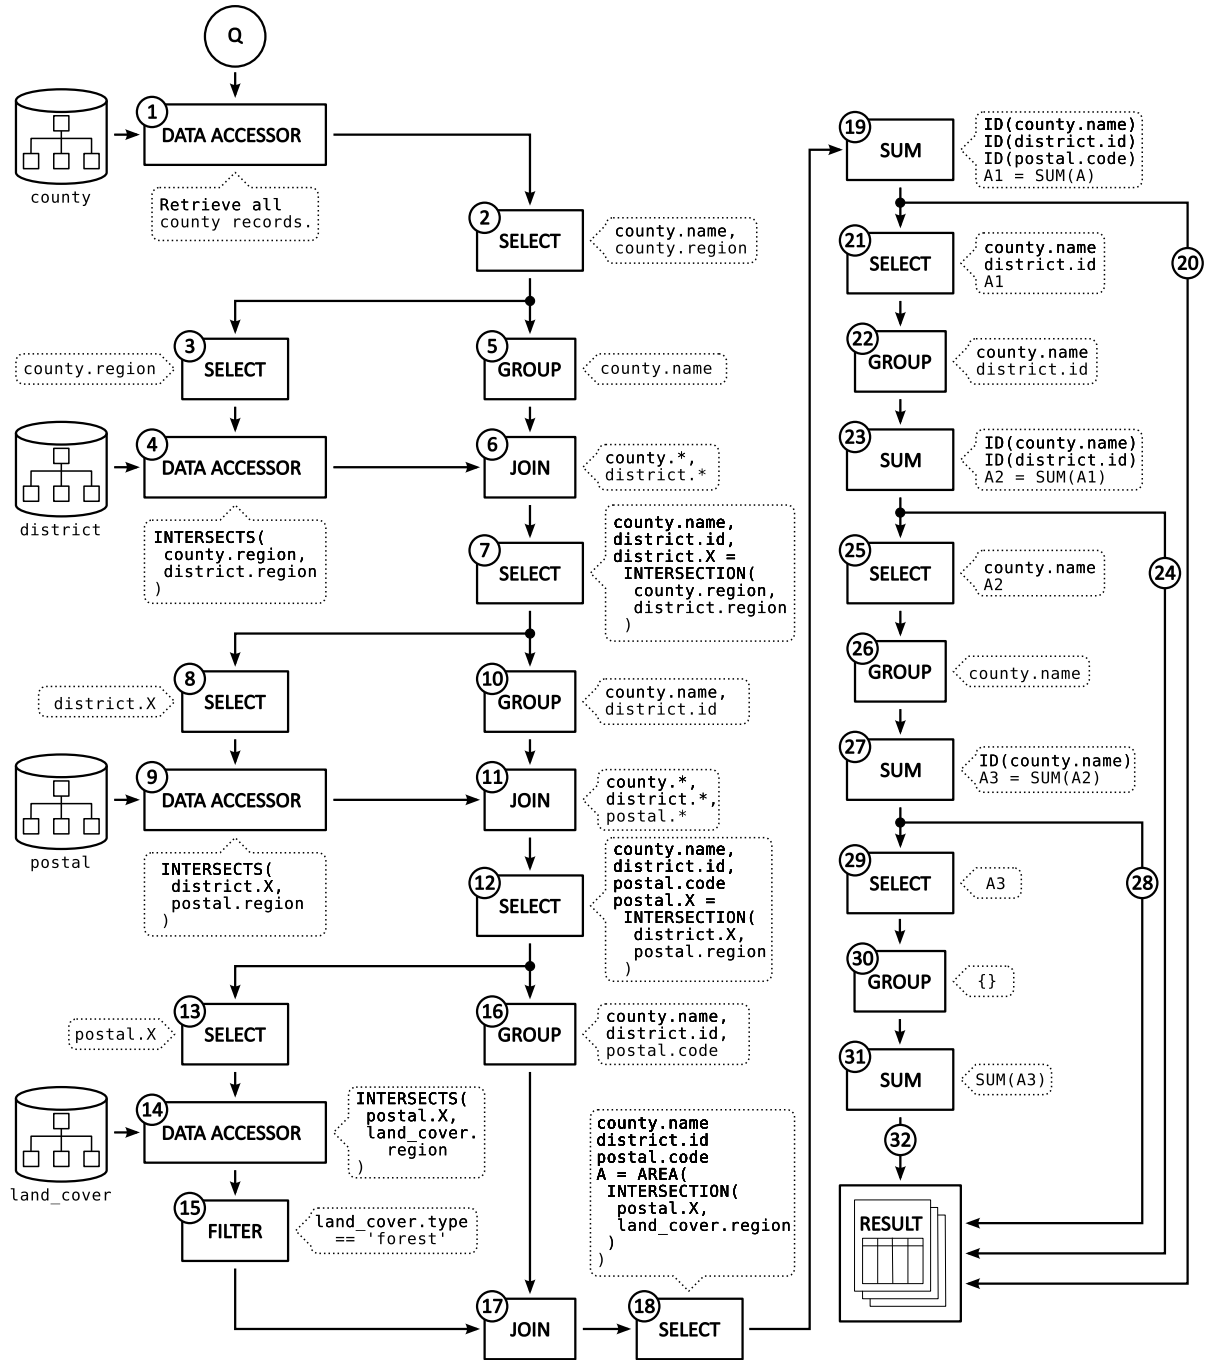 Q
1
DATA ACCESSOR
county
Retrieve all
county records.
2
SELECT
county.name,
county.region
3
SELECT
county.region
5
GROUP
county.name
4
DATA ACCESSOR
district
INTERSECTS(
county.region,
district.region
)
6
JOIN
county.*,
district.*
7
SELECT
county.name,
district.id,
district.X =
INTERSECTION(
county.region,
district.region
)
8
SELECT
district.X
10
GROUP
county.name,
district.id
9
DATA ACCESSOR
postal
INTERSECTS(
district.X,
postal.region
)
11
JOIN
county.*,
district.*,
postal.*
12
SELECT
county.name,
district.id,
postal.code
postal.X =
INTERSECTION(
district.X,
postal.region
)
13
SELECT
postal.X
16
GROUP
county.name,
district.id,
postal.code
14
DATA ACCESSOR
land_cover
INTERSECTS(
postal.X,
land_cover.
region
)
15
FILTER
land_cover.type
== 'forest'
17
JOIN
18
SELECT
county.name
district.id
postal.code
A = AREA(
INTERSECTION(
postal.X,
land_cover.region
)
)
19
SUM
ID(county.name)
ID(district.id)
ID(postal.code)
A1 = SUM(A)
20
21
SELECT
county.name
district.id
A1
22
GROUP
county.name
district.id
23
SUM
ID(county.name)
ID(district.id)
A2 = SUM(A1)
24
25
SELECT
county.name
A2
26
GROUP
county.name
27
SUM
ID(county.name)
A3 = SUM(A2)
28
29
SELECT
A3
30
GROUP
{}
31
SUM
SUM(A3)
32
RESULT